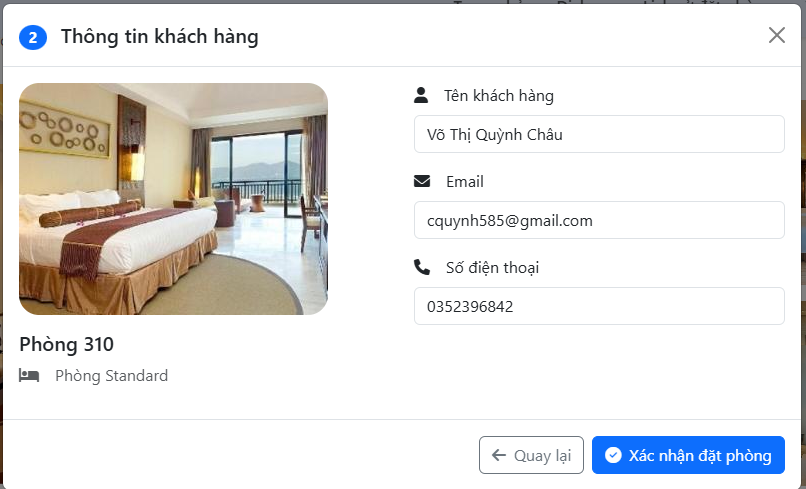 2 Thông tin khách hàng
Tên khách hàng
Võ Thị Quỳnh Châu
Email
cquynh585@gmail.com
Số điện thoại
0352396842
Phòng 310
Phòng Standard
Quay lại
Xác nhận đặt phòng